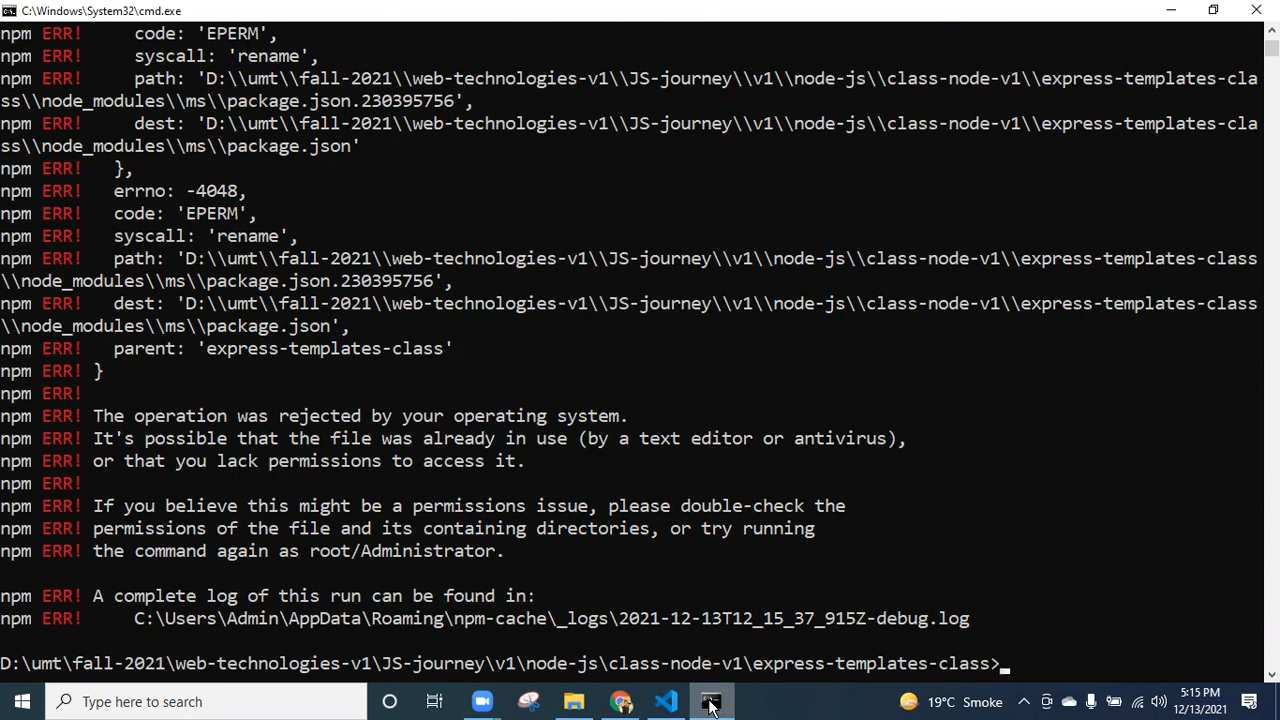 C:\Windows\System32\cmd.exe
npm ERR!     code: 'EPERM',
npm ERR!     syscall: 'rename',
npm ERR!     path: 'D:\\umt\\fall-2021\\web-technologies-v1\\JS-journey\\v1\\node-js\\class-node-v1\\express-templates-cla
ss\\node_modules\\ms\\package.json.230395756',
npm ERR!     dest: 'D:\\umt\\fall-2021\\web-technologies-v1\\JS-journey\\v1\\node-js\\class-node-v1\\express-templates-cla
ss\\node_modules\\ms\\package.json'
npm ERR!   },
npm ERR!   errno: -4048,
npm ERR!   code: 'EPERM',
npm ERR!   syscall: 'rename',
npm ERR!   path: 'D:\\umt\\fall-2021\\web-technologies-v1\\JS-journey\\v1\\node-js\\class-node-v1\\express-templates-class
\\node_modules\\ms\\package.json.230395756',
npm ERR!   dest: 'D:\\umt\\fall-2021\\web-technologies-v1\\JS-journey\\v1\\node-js\\class-node-v1\\express-templates-class
\\node_modules\\ms\\package.json',
npm ERR!   parent: 'express-templates-class'
npm ERR! }
npm ERR!
npm ERR! The operation was rejected by your operating system.
npm ERR! It's possible that the file was already in use (by a text editor or antivirus),
npm ERR! or that you lack permissions to access it.
npm ERR!
npm ERR! If you believe this might be a permissions issue, please double-check the
npm ERR! permissions of the file and its containing directories, or try running
npm ERR! the command again as root/Administrator.
npm ERR! A complete log of this run can be found in:
npm ERR!     C:\Users\Admin\AppData\Roaming\npm-cache\_logs\2021-12-13T12_15_37_915Z-debug.log
D:\umt\fall-2021\web-technologies-v1\JS-journey\v1\node-js\class-node-v1\express-templates-class>
Type here to search
19°C Smoke
5:15 PM
12/13/2021